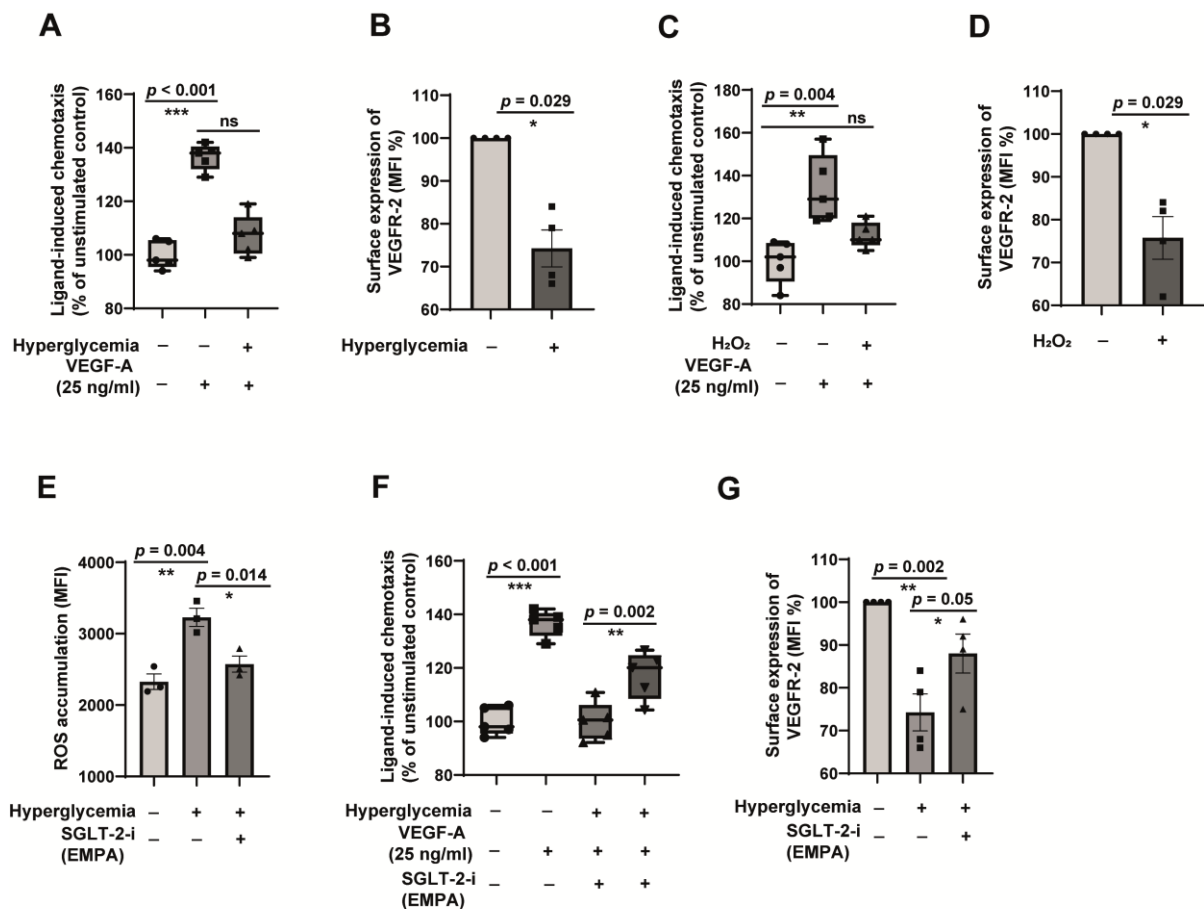 A
Ligand-induced chemotaxis
(% of unstimulated control)
160
140
120
100
80
p < 0.001
***
ns
Hyperglycemia – – +
VEGF-A
(25 ng/ml) – + +
B
Surface expression of
VEGFR-2 (MFI %)
110
100
90
80
70
60
p = 0.029
*
Hyperglycemia – +
C
Ligand-induced chemotaxis
(% of unstimulated control)
180
160
140
120
100
80
p = 0.004
**
ns
H₂O₂ – – +
VEGF-A
(25 ng/ml) – + +
D
Surface expression of
VEGFR-2 (MFI %)
110
100
90
80
70
60
p = 0.029
*
H₂O₂ – +
E
ROS accumulation (MFI)
4000
3000
2000
1000
p = 0.004
**
p = 0.014
*
Hyperglycemia – + +
SGLT-2-i
(EMPA) – – +
F
Ligand-induced chemotaxis
(% of unstimulated control)
160
140
120
100
80
p < 0.001
***
p = 0.002
**
Hyperglycemia – – + +
VEGF-A
(25 ng/ml) – + + +
SGLT-2-i
(EMPA) – – + +
G
Surface expression of
VEGFR-2 (MFI %)
110
100
90
80
70
60
p = 0.002
**
p = 0.05
*
Hyperglycemia – + +
SGLT-2-i
(EMPA) – – +